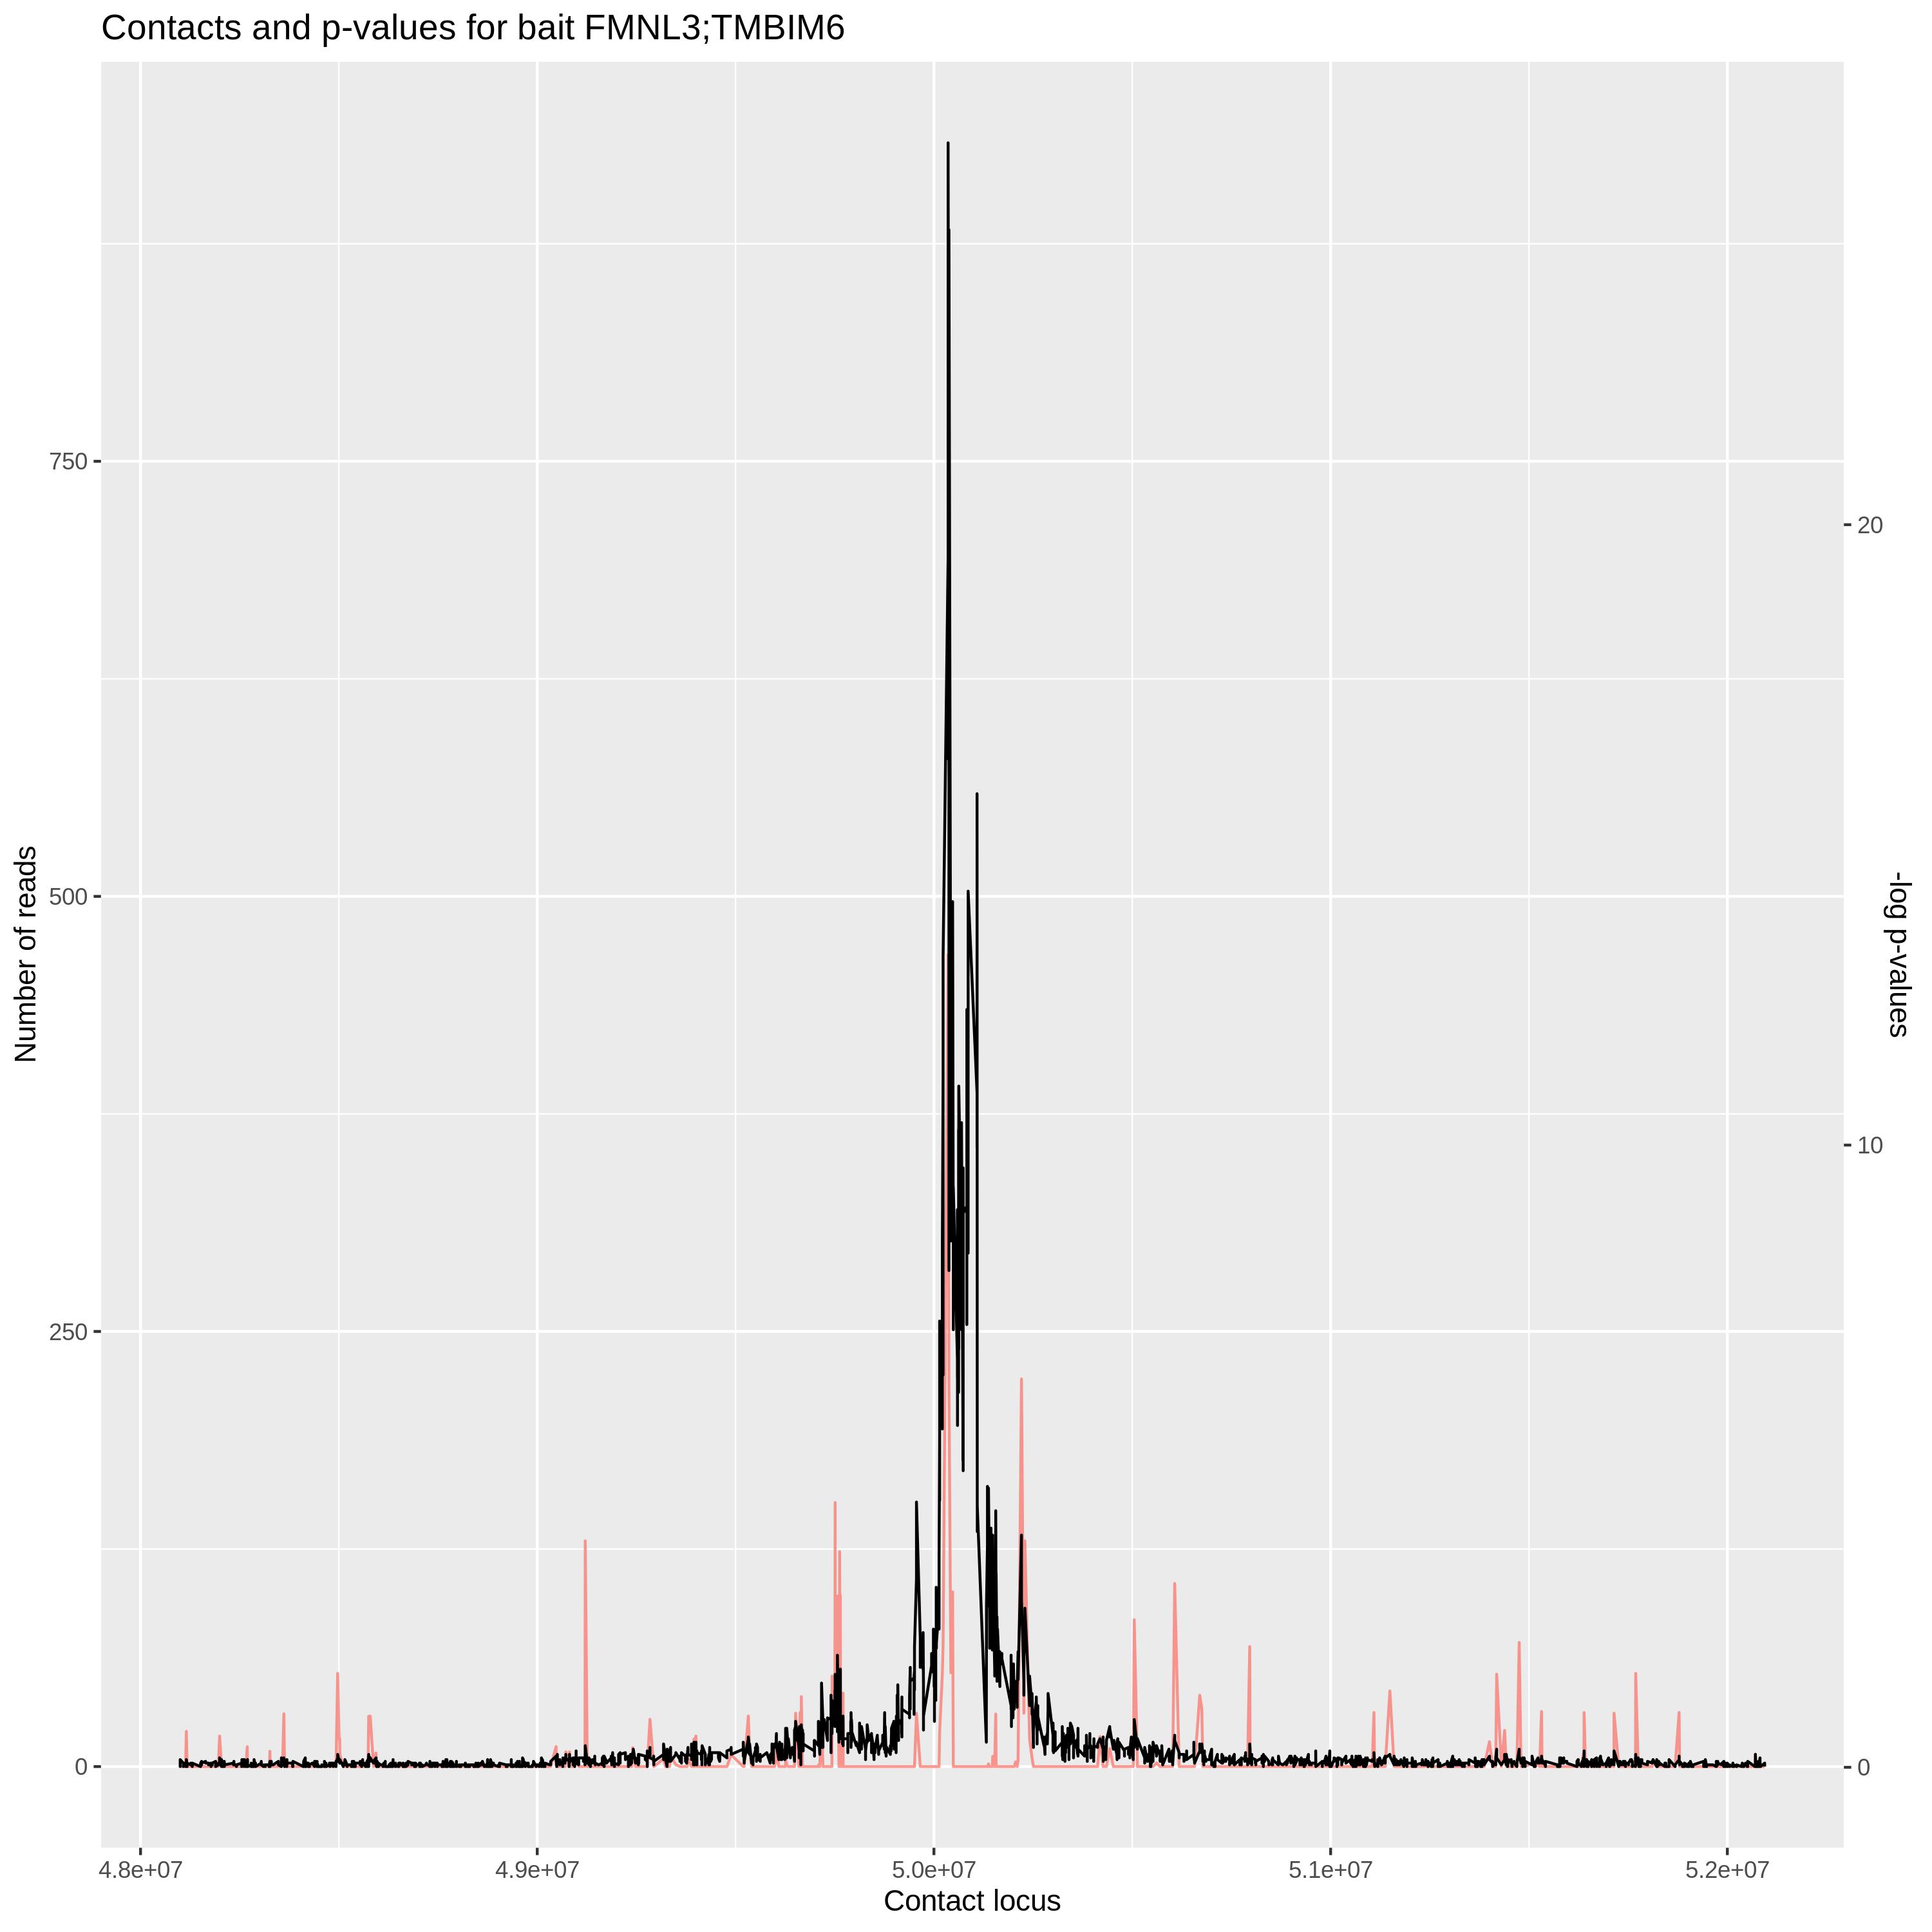 Contacts and p-values for bait FMNL3;TMBIM6
Number of reads
750
500
250
0
20
10
0
-log p-values
4.8e+07
4.9e+07
5.0e+07
5.1e+07
5.2e+07
Contact locus